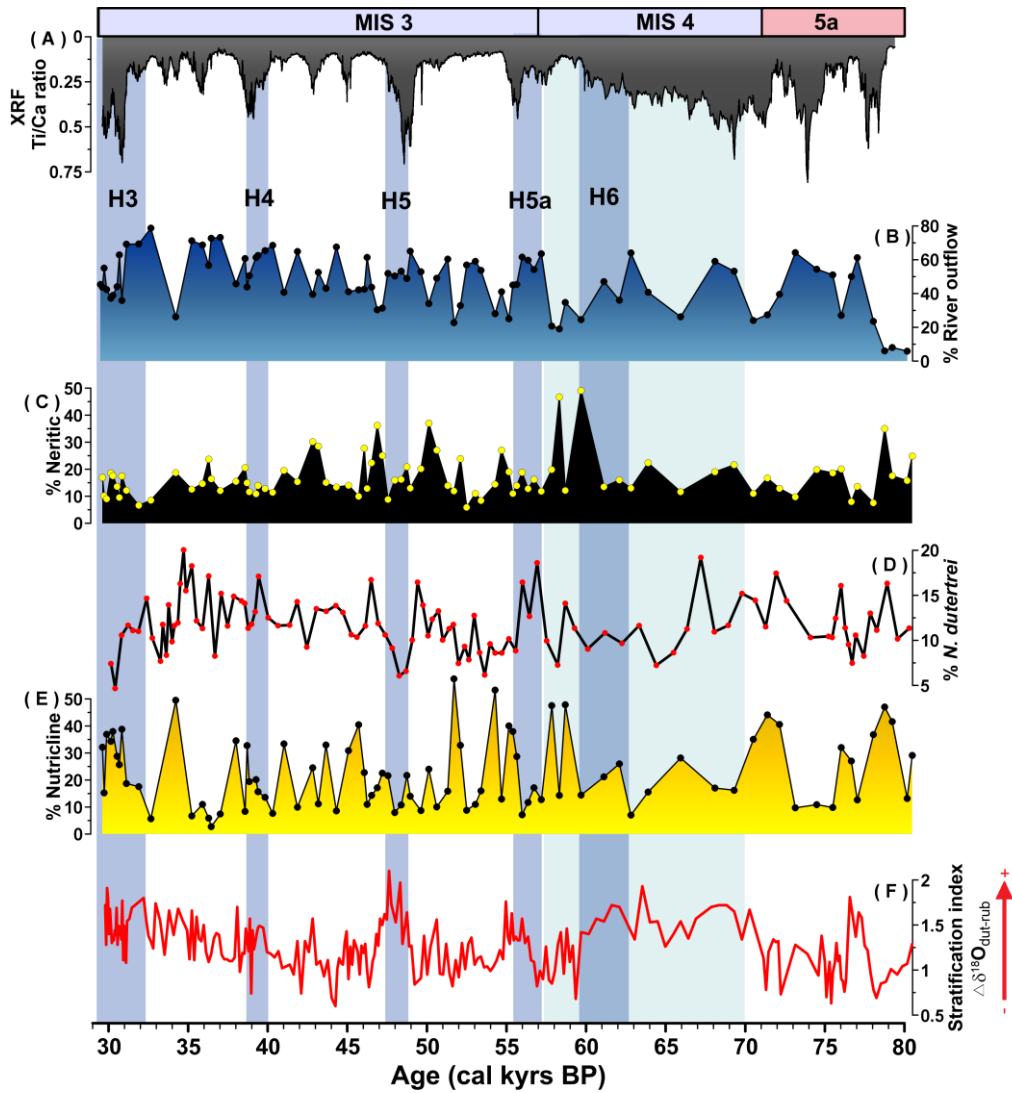 MIS 3 MIS 4 5a
( A )
0
0.25
0.5
0.75
XRF
Ti/Ca ratio
H3 H4 H5 H5a H6
( B )
80
60
40
20
0
% River outflow
( C )
50
40
30
20
10
0
% Neritic
( D )
20
15
10
5
% N. dutertrei
( E )
50
40
30
20
10
0
% Nutricline
( F )
2
1.5
1
0.5
Stratification index
△δ¹⁸O dut-rub
+
-
30 35 40 45 50 55 60 65 70 75 80
Age (cal kyrs BP)